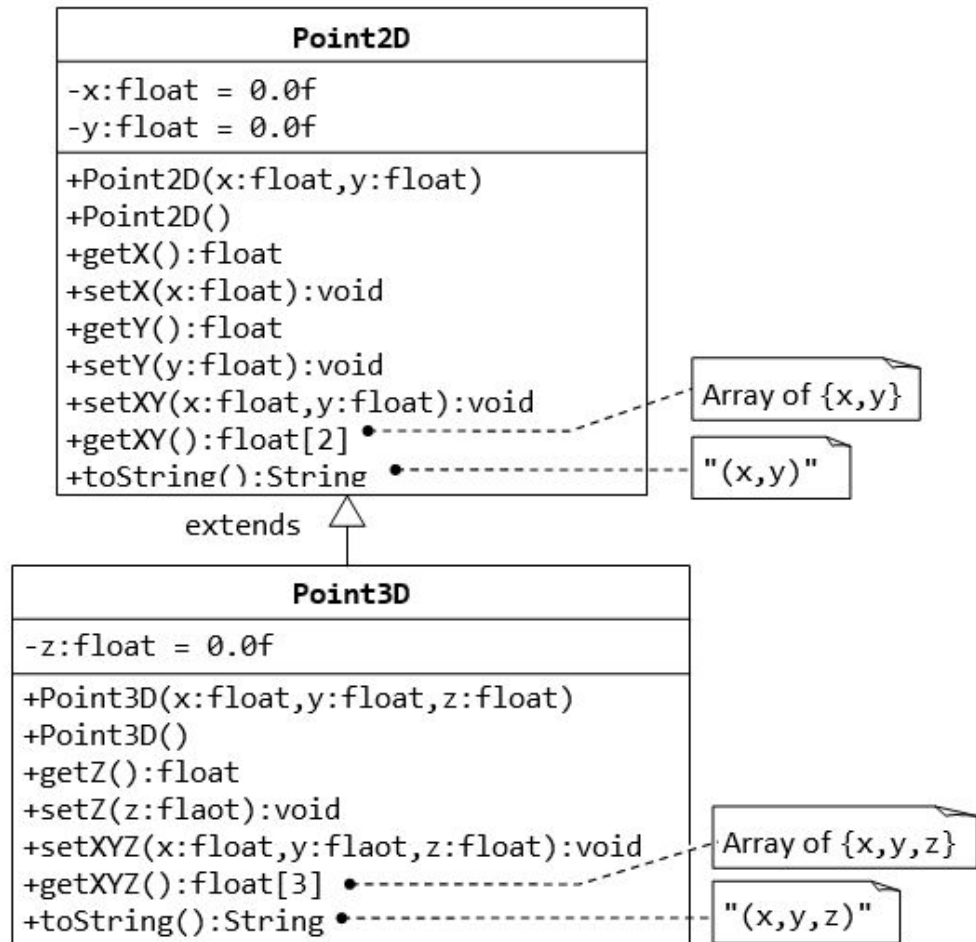 Point2D
-x:float = 0.0f
-y:float = 0.0f
+Point2D(x:float,y:float)
+Point2D()
+getX():float
+setX(x:float):void
+getY():float
+setY(y:float):void
+setXY(x:float,y:float):void
+getXY():float[2]
+toString():String
Array of {x,y}
"(x,y)"
extends
Point3D
-z:float = 0.0f
+Point3D(x:float,y:float,z:float)
+Point3D()
+getZ():float
+setZ(z:flaot):void
+setXYZ(x:float,y:flaot,z:float):void
+getXYZ():float[3]
+toString():String
Array of {x,y,z}
"(x,y,z)"